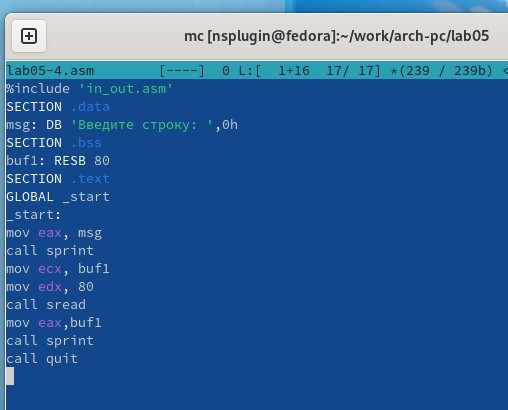 mc [nsplugin@fedora]:~/work/arch-pc/lab05
lab05-4.asm [----] 0 L:[ 1+16 17/ 17] *(239 / 239b) <
%include 'in_out.asm'
SECTION .data
msg: DB 'Введите строку: ',0h
SECTION .bss
buf1: RESB 80
SECTION .text
GLOBAL _start
_start:
mov eax, msg
call sprint
mov ecx, buf1
mov edx, 80
call sread
mov eax,buf1
call sprint
call quit